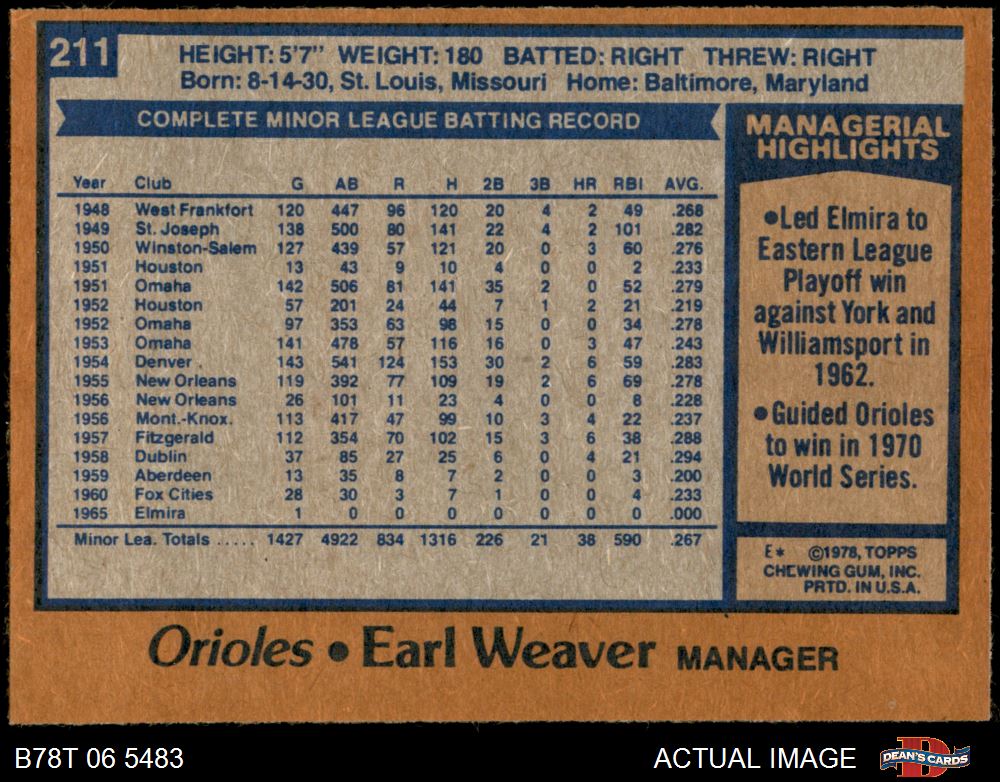 211
HEIGHT: 5'7" WEIGHT: 180 BATTED: RIGHT THREW: RIGHT
Born: 8-14-30, St. Louis, Missouri Home: Baltimore, Maryland
COMPLETE MINOR LEAGUE BATTING RECORD
Year Club G AB R H 2B 3B HR RBI AVG.
1948 West Frankfort 120 447 96 120 20 4 2 49 .268
1949 St. Joseph 138 500 80 141 22 4 2 101 .282
1950 Winston-Salem 127 439 57 121 20 0 3 60 .276
1951 Houston 13 43 9 10 4 0 0 2 .233
1951 Omaha 142 506 81 141 35 2 0 52 .279
1952 Houston 57 201 24 44 7 1 2 21 .219
1952 Omaha 97 353 63 98 15 0 0 34 .278
1953 Omaha 141 478 57 116 16 0 3 47 .243
1954 Denver 143 541 124 153 30 2 6 59 .283
1955 New Orleans 119 392 77 109 19 2 6 69 .278
1956 New Orleans 26 101 11 23 4 0 0 8 .228
1956 Mont.-Knox. 113 417 47 99 10 3 4 22 .237
1957 Fitzgerald 112 354 70 102 15 3 6 38 .288
1958 Dublin 37 85 27 25 6 0 4 21 .294
1959 Aberdeen 13 35 8 7 2 0 0 3 .200
1960 Fox Cities 28 30 3 7 1 0 0 4 .233
1965 Elmira 1 0 0 0 0 0 0 0 .000
Minor Lea. Totals ..... 1427 4922 834 1316 226 21 38 590 .267
MANAGERIAL
HIGHLIGHTS
•Led Elmira to
Eastern League
Playoff win
against York and
Williamsport in
1962.
•Guided Orioles
to win in 1970
World Series.
E* ©1978, TOPPS
CHEWING GUM, INC.
PRTD. IN U.S.A.
Orioles • Earl Weaver MANAGER
B78T 06 5483 ACTUAL IMAGE DEAN'S CARDS